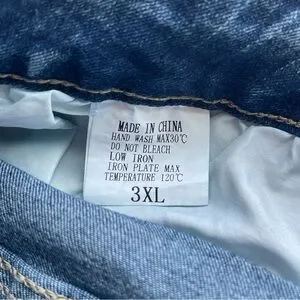 MADE IN CHINA
HAND WASH MAX30℃
DO NOT BLEACH
LOW IRON
IRON PLATE MAX
TEMPERATURE 120℃
3XL